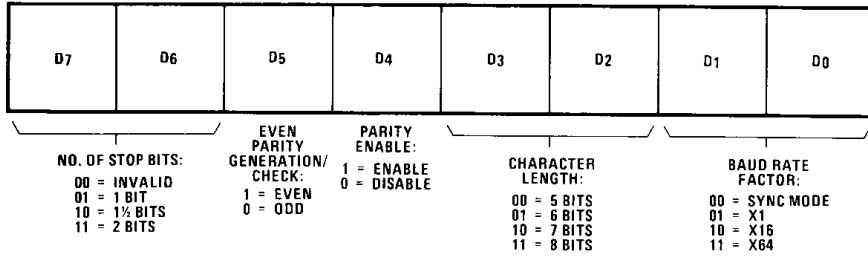 D7 D6 D5 D4 D3 D2 D1 D0
NO. OF STOP BITS:
00 = INVALID
01 = 1 BIT
10 = 1½ BITS
11 = 2 BITS
EVEN
PARITY
GENERATION/
CHECK:
1 = EVEN
0 = ODD
PARITY
ENABLE:
1 = ENABLE
0 = DISABLE
CHARACTER
LENGTH:
00 = 5 BITS
01 = 6 BITS
10 = 7 BITS
11 = 8 BITS
BAUD RATE
FACTOR:
00 = SYNC MODE
01 = X1
10 = X16
11 = X64